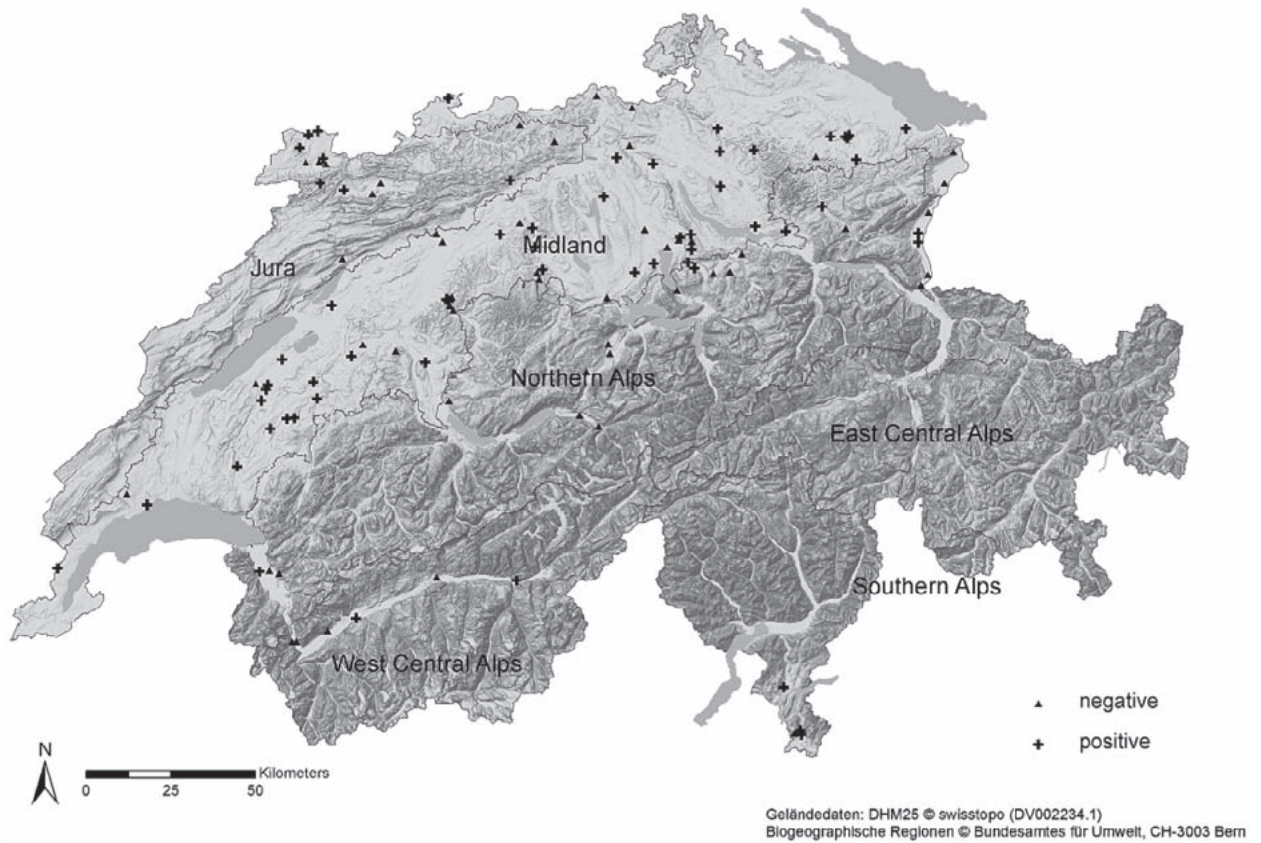 Jura
Midland
Northern Alps
East Central Alps
Southern Alps
West Central Alps
negative
positive
N
Kilometers
0 25 50
Geländedaten: DHM25 © swisstopo (DV002234.1)
Biogeographische Regionen © Bundesamtes für Umwelt, CH-3003 Bern